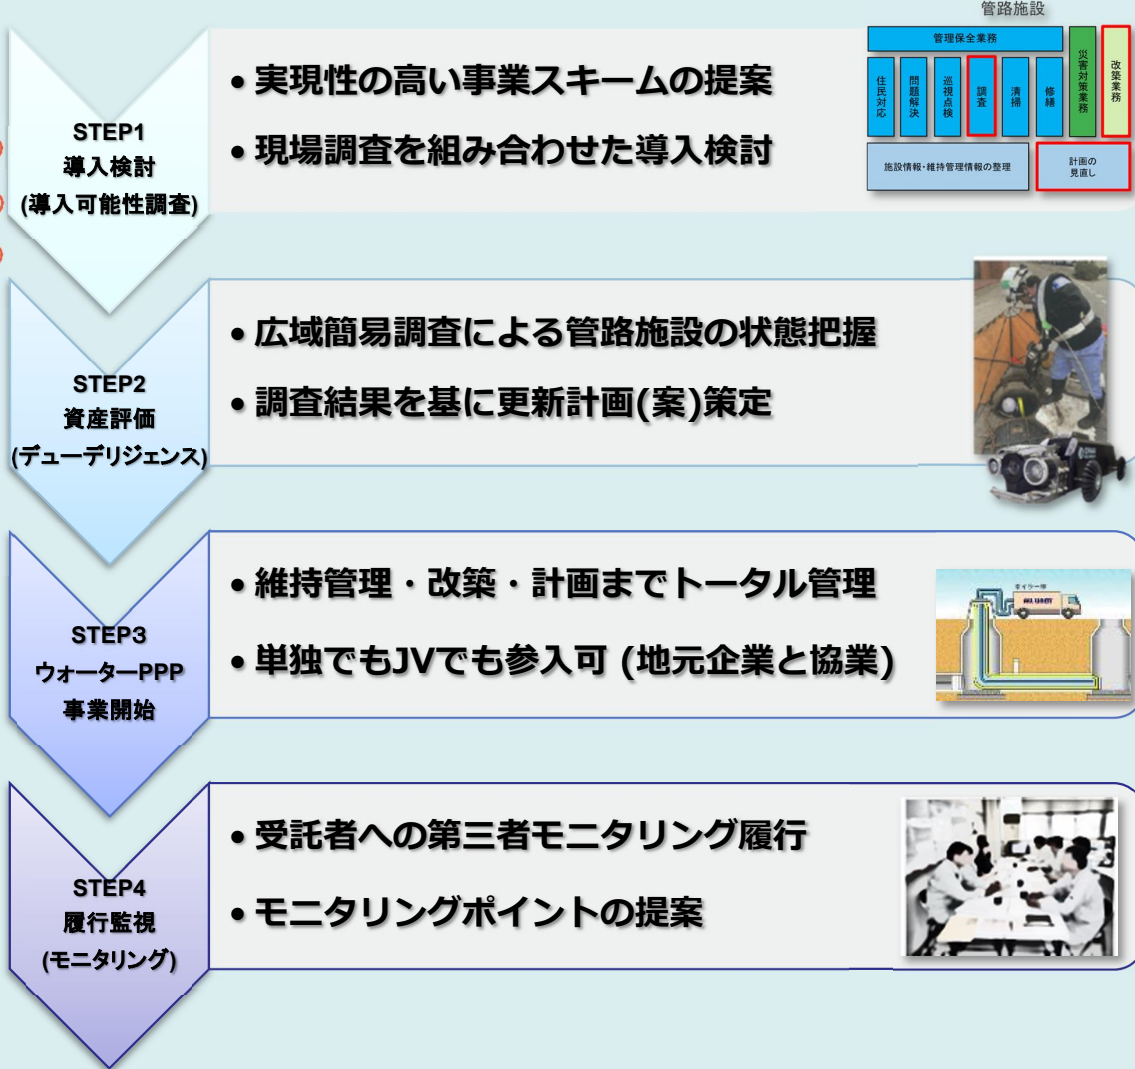 管路施設
管理保全業務
住民対応
問題解決
巡視点検
調査
清掃
修繕
災害対策業務
改築業務
施設情報・維持管理情報の整理
計画の
見直し
STEP1
導入検討
(導入可能性調査)
• 実現性の高い事業スキームの提案
• 現場調査を組み合わせた導入検討
STEP2
資産評価
(デューデリジェンス)
• 広域簡易調査による管路施設の状態把握
• 調査結果を基に更新計画(案)策定
STEP3
ウォーターPPP
事業開始
• 維持管理・改築・計画までトータル管理
• 単独でもJVでも参入可 (地元企業と協業)
ボイラー車
STEP4
履行監視
(モニタリング)
• 受託者への第三者モニタリング履行
• モニタリングポイントの提案